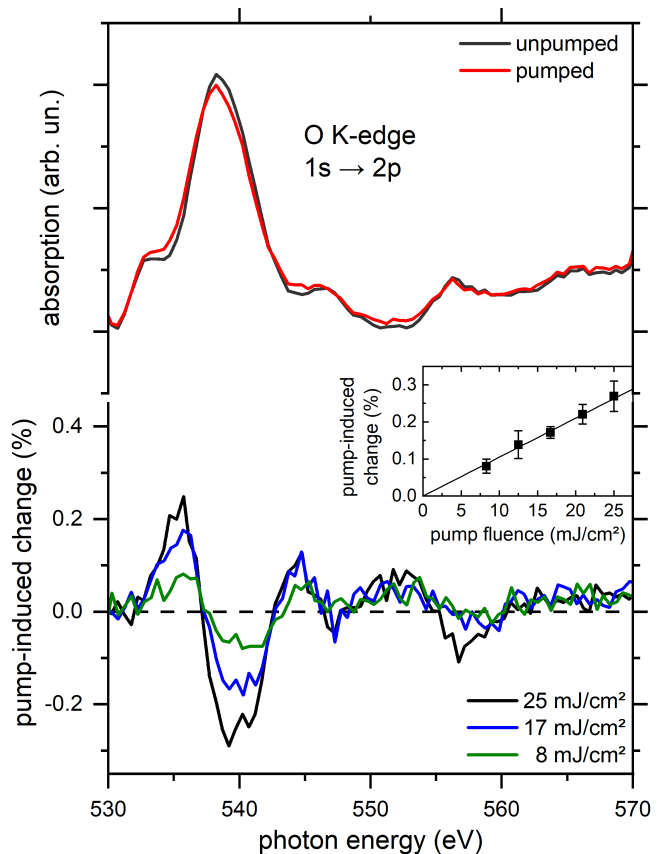 unpumped
pumped
O K-edge
1s → 2p
absorption (arb. un.)
pump-induced
change (%)
0.3
0.2
0.1
0.0
0 5 10 15 20 25
pump fluence (mJ/cm²)
pump-induced change (%)
0.4
0.2
0.0
-0.2
25 mJ/cm²
17 mJ/cm²
8 mJ/cm²
530 540 550 560 570
photon energy (eV)